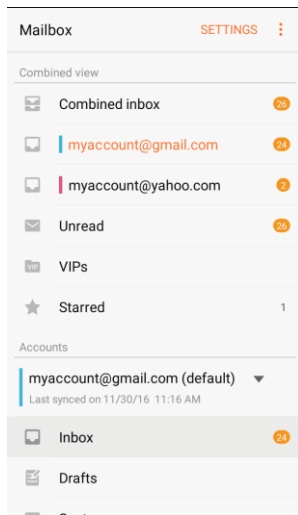 Mailbox SETTINGS
Combined view
Combined inbox 26
myaccount@gmail.com 24
myaccount@yahoo.com 2
Unread 26
VIP VIPs
Starred 1
Accounts
myaccount@gmail.com (default)
Last synced on 11/30/16 11:16 AM
Inbox 24
Drafts